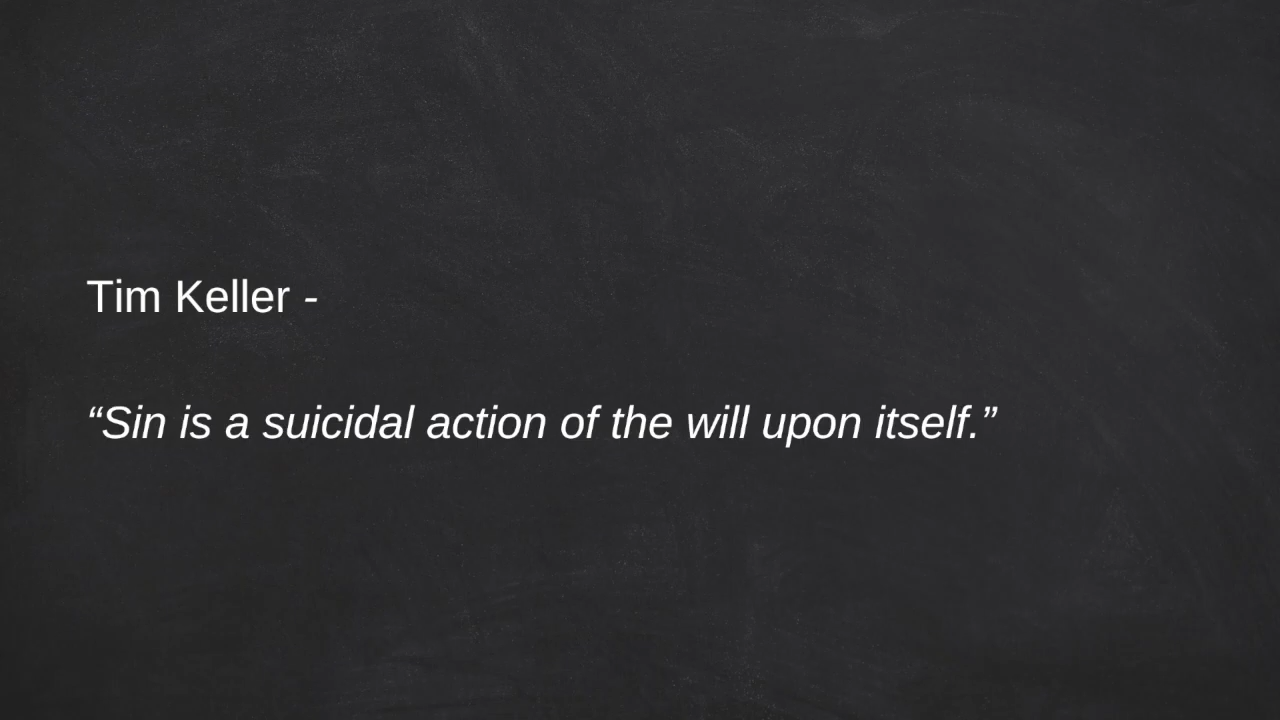 Tim Keller -
“Sin is a suicidal action of the will upon itself.”